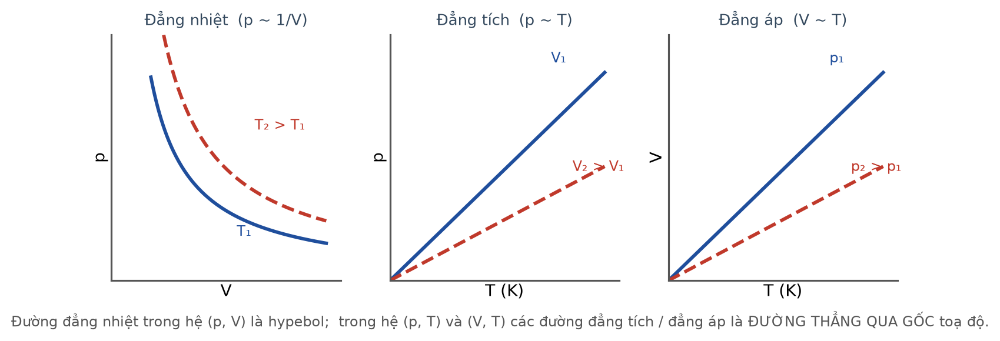 Đẳng nhiệt  (p ~ 1/V)
p
T₂ > T₁
T₁
V
Đẳng tích  (p ~ T)
p
V₁
V₂ > V₁
T (K)
Đẳng áp  (V ~ T)
V
p₁
p₂ > p₁
T (K)
Đường đẳng nhiệt trong hệ (p, V) là hypebol;  trong hệ (p, T) và (V, T) các đường đẳng tích / đẳng áp là ĐƯỜNG THẲNG QUA GỐC toạ độ.